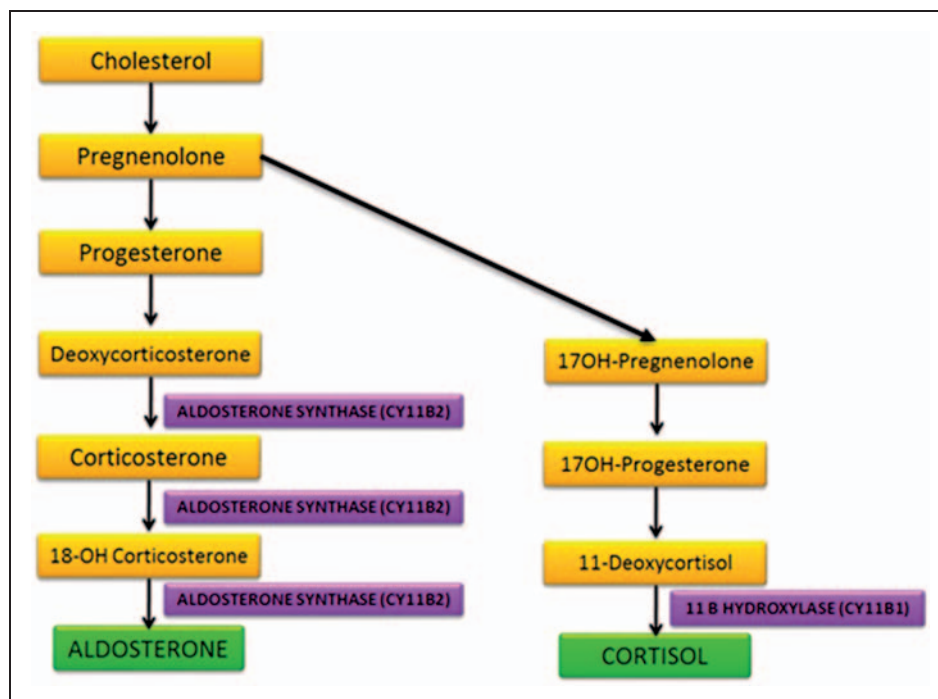 Cholesterol
Pregnenolone
Progesterone
Deoxycorticosterone
ALDOSTERONE SYNTHASE (CY11B2)
Corticosterone
ALDOSTERONE SYNTHASE (CY11B2)
18-OH Corticosterone
ALDOSTERONE SYNTHASE (CY11B2)
ALDOSTERONE
17OH-Pregnenolone
17OH-Progesterone
11-Deoxycortisol
11 B HYDROXYLASE (CY11B1)
CORTISOL